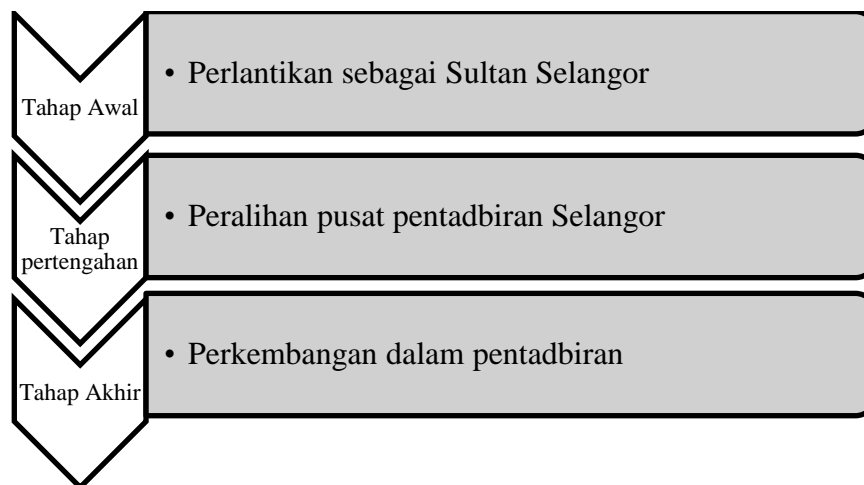 Tahap Awal
• Perlantikan sebagai Sultan Selangor
Tahap
pertengahan
• Peralihan pusat pentadbiran Selangor
Tahap Akhir
• Perkembangan dalam pentadbiran